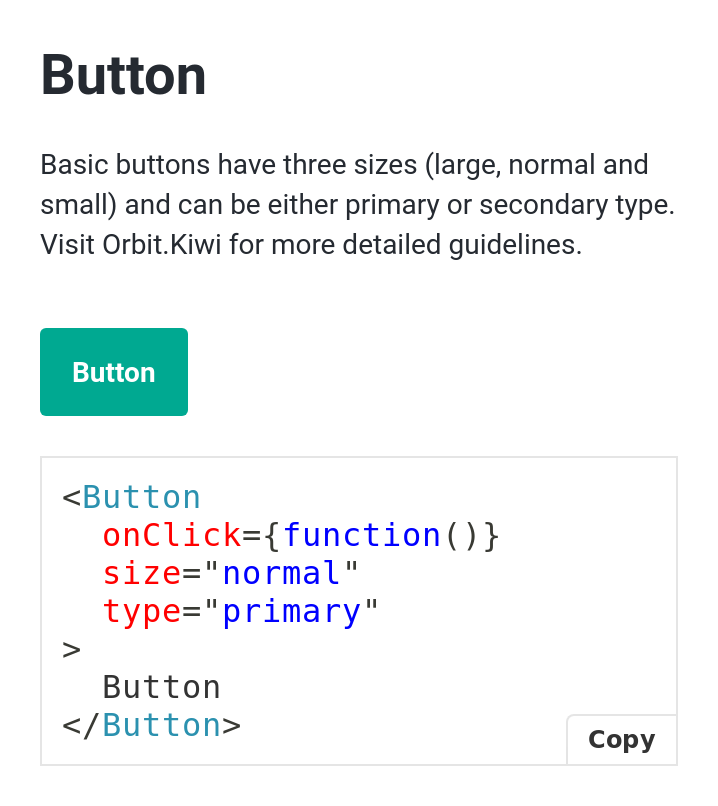 Button
Basic buttons have three sizes (large, normal and
small) and can be either primary or secondary type.
Visit Orbit.Kiwi for more detailed guidelines.
Button
<Button
  onClick={function()}
  size="normal"
  type="primary"
>
  Button
</Button>
Copy